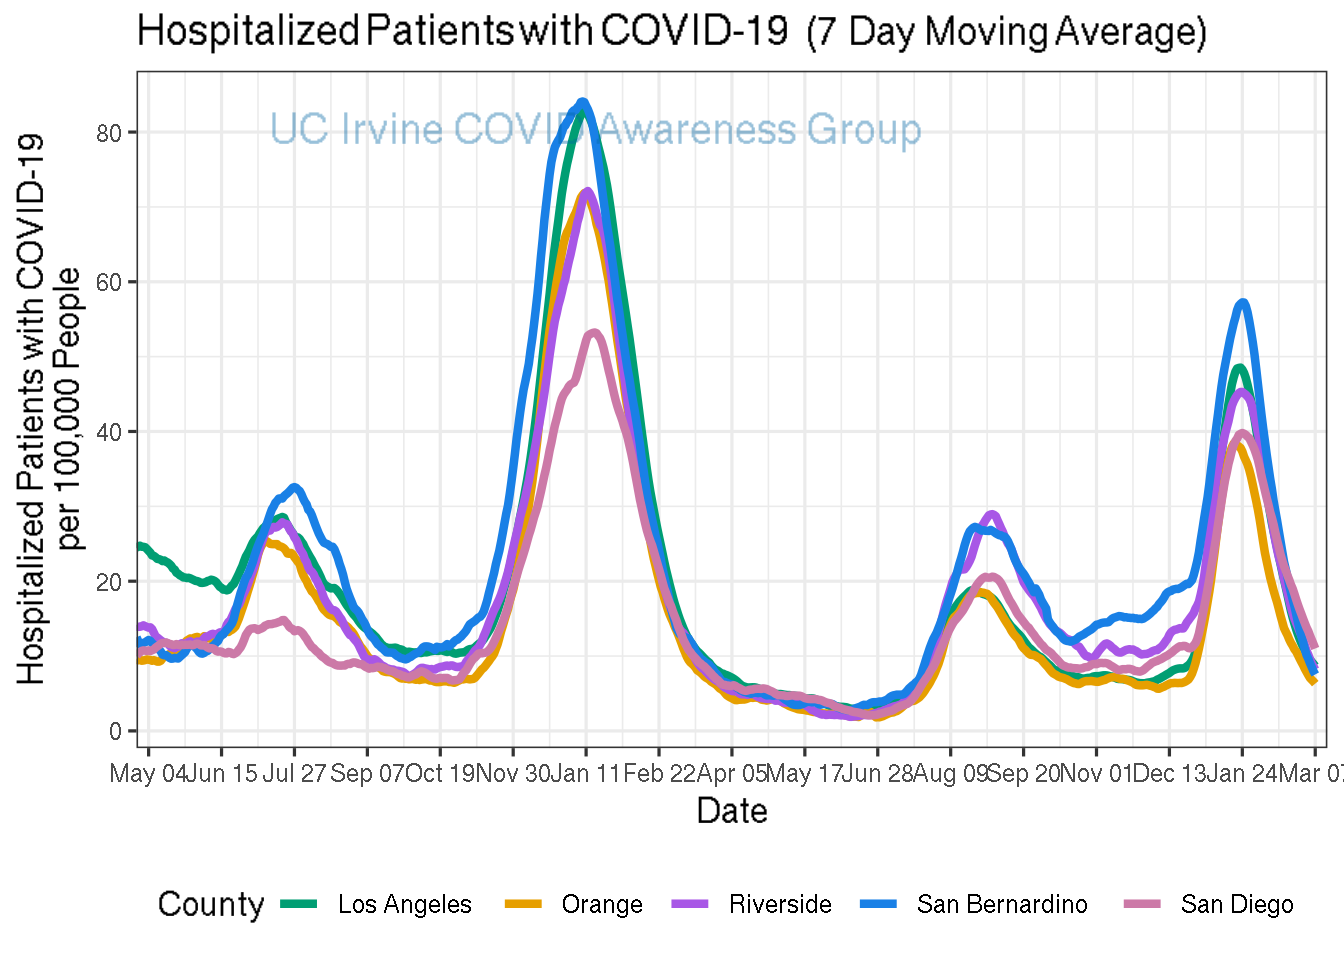 Hospitalized Patients with COVID-19 (7 Day Moving Average)
UC Irvine COVID Awareness Group
Hospitalized Patients with COVID-19
per 100,000 People
80
60
40
20
0
May 04 Jun 15 Jul 27 Sep 07 Oct 19 Nov 30 Jan 11 Feb 22 Apr 05 May 17 Jun 28 Aug 09 Sep 20 Nov 01 Dec 13 Jan 24 Mar 07
Date
County Los Angeles Orange Riverside San Bernardino San Diego